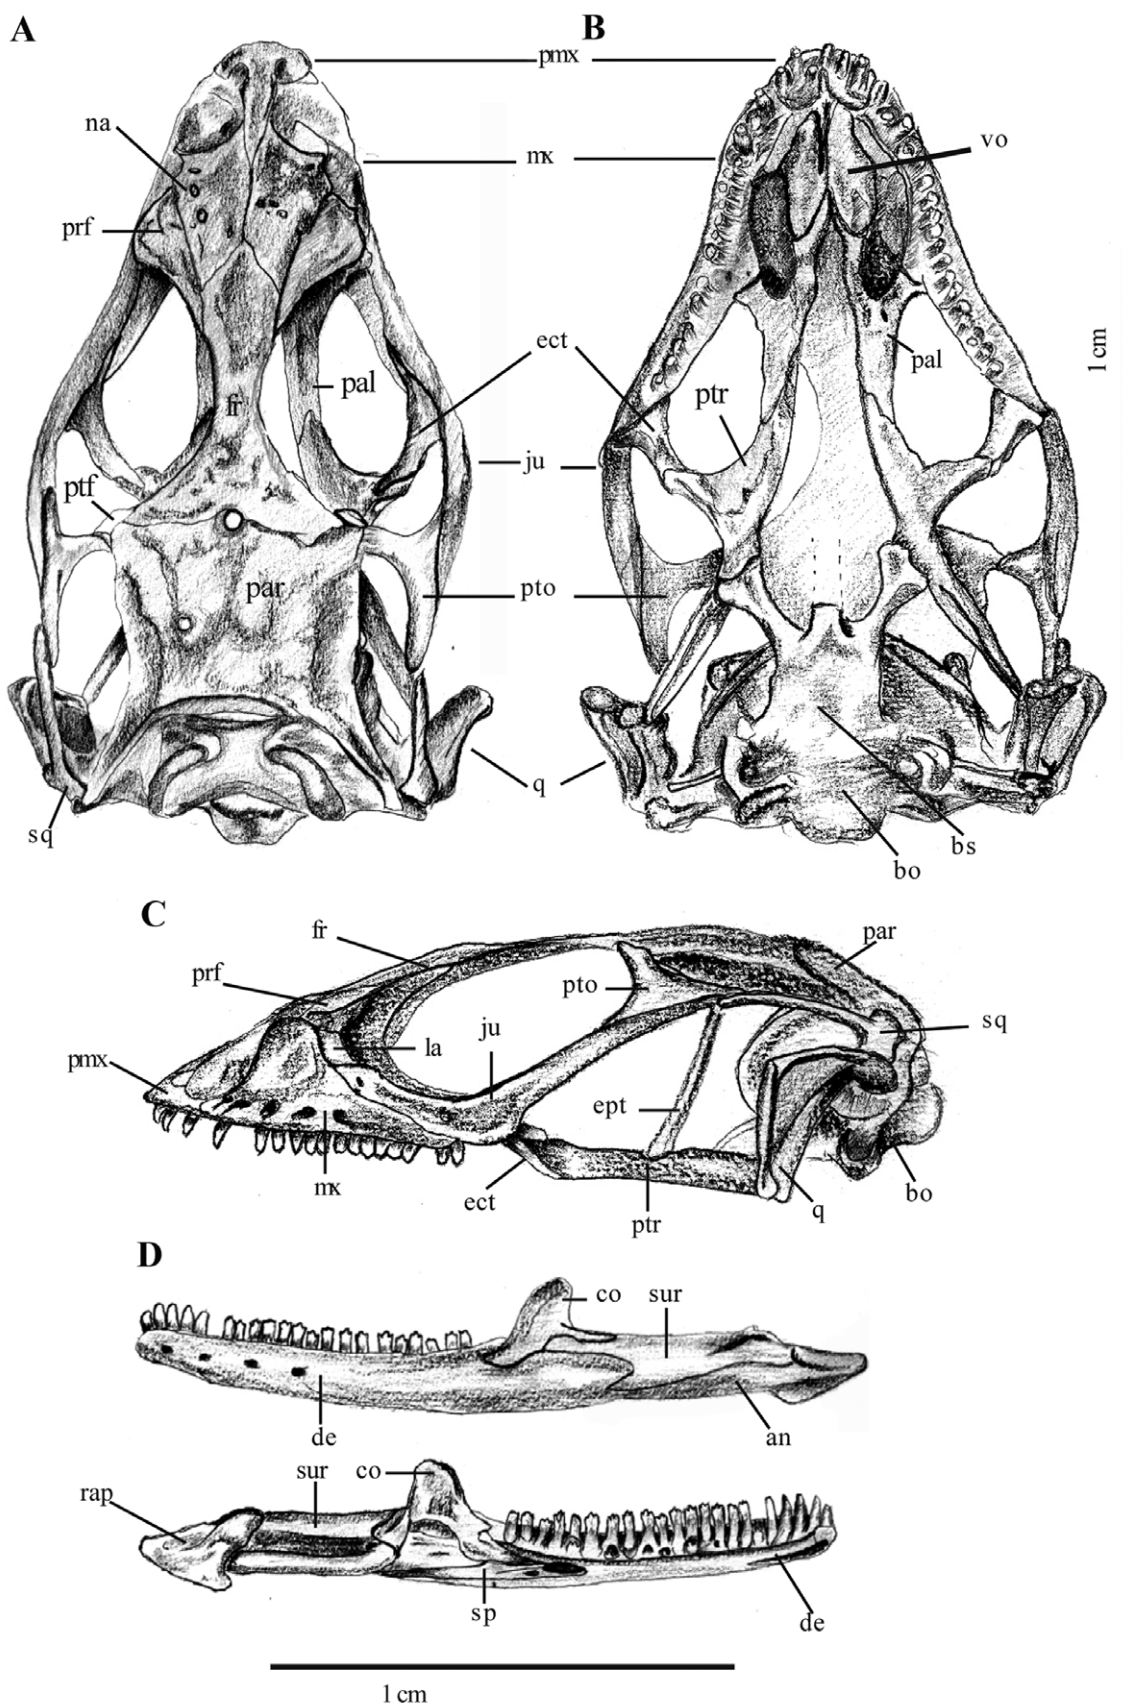 A
B
pmx
na
mx
vo
prf
1 cm
ect
pal
pal
ptr
fr
ju
ptf
par
pto
q
sq
bs
bo
C
fr
par
prf
pto
sq
ju
la
pmx
ept
mx
ect
bo
q
ptr
D
co sur
de
an
sur co
rap
sp
de
1 cm